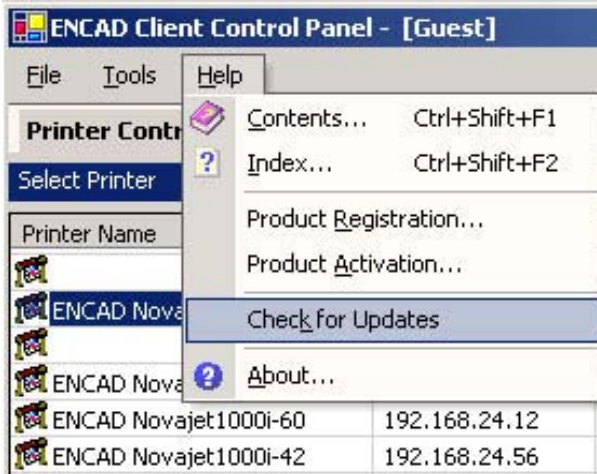 ENCAD Client Control Panel - [Guest]
File Tools Help
Printer Contr
Contents... Ctrl+Shift+F1
Index... Ctrl+Shift+F2
Select Printer
Product Registration...
Printer Name
Product Activation...
ENCAD Nova
Check for Updates
ENCAD Nova
About...
ENCAD Novajet1000i-60 192.168.24.12
ENCAD Novajet1000i-42 192.168.24.56